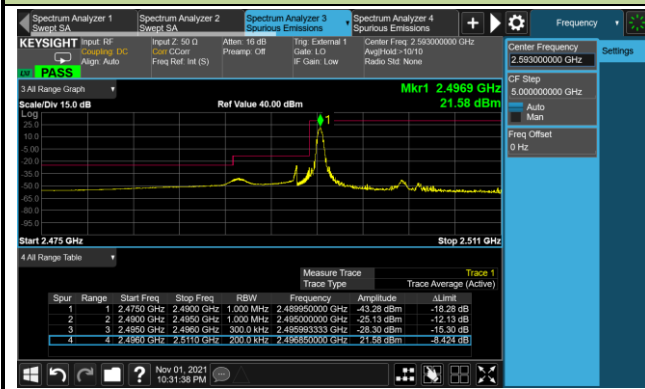 Spectrum Analyzer 1
Swept SA
Spectrum Analyzer 2
Swept SA
Spectrum Analyzer 3
Spurious Emissions
Spectrum Analyzer 4
Spurious Emissions
Frequency
KEYSIGHT
Input: RF
Coupling: DC
Align: Auto
Input Z: 50 Ω
Corr CCorr
Freq Ref: Int (S)
Atten: 16 dB
Preamp: Off
Trig: External 1
Gate: LO
IF Gain: Low
Center Freq: 2.593000000 GHz
Avg|Hold:>10/10
Radio Std: None
PASS
Center Frequency
2.593000000 GHz
Settings
CF Step
5.000000000 GHz
Auto
Man
Freq Offset
0 Hz
3 All Range Graph
Mkr1 2.4969 GHz
Scale/Div 15.0 dB
Ref Value 40.00 dBm
21.58 dBm
Log
25.0
10.0
-5.00
-20.0
-35.0
-50.0
-65.0
-80.0
-95.0
1
Start 2.475 GHz
Stop 2.511 GHz
4 All Range Table
Measure Trace Trace 1
Trace Type Trace Average (Active)
Spur Range Start Freq Stop Freq RBW Frequency Amplitude ΔLimit
1 1 2.4750 GHz 2.4900 GHz 1.000 MHz 2.489950000 GHz -43.28 dBm -18.28 dB
2 2 2.4900 GHz 2.4950 GHz 1.000 MHz 2.495000000 GHz -25.13 dBm -12.13 dB
3 3 2.4950 GHz 2.4960 GHz 300.0 kHz 2.495993333 GHz -28.30 dBm -15.30 dB
4 4 2.4960 GHz 2.5110 GHz 200.0 kHz 2.496850000 GHz 21.58 dBm -8.424 dB
Nov 01, 2021
10:31:38 PM